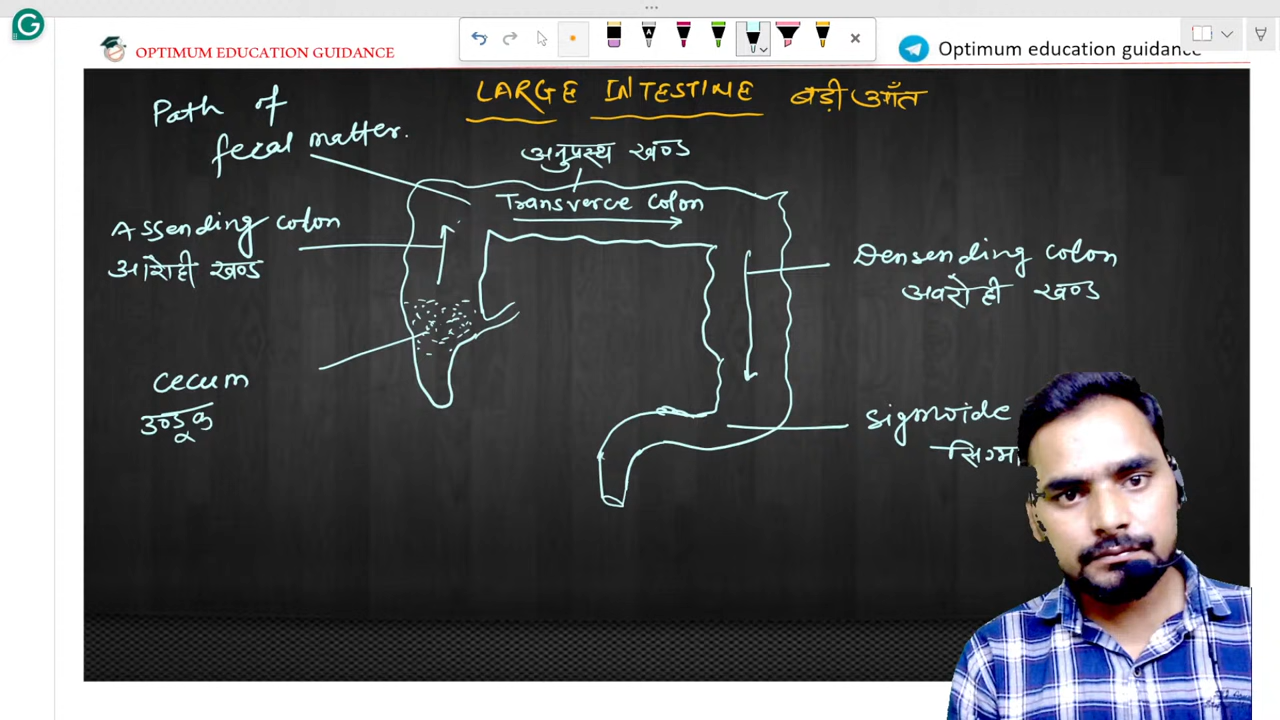 OPTIMUM EDUCATION GUIDANCE
Optimum education guidance
LARGE INTESTINE बड़ी आँत
Path of
fecal matter.
अनुप्रस्थ खण्ड
Transverce Colon
Assending colon
आरोही खण्ड
Densending colon
अवरोही खण्ड
cecum
उण्डूक
sigmoide
सिग्मा